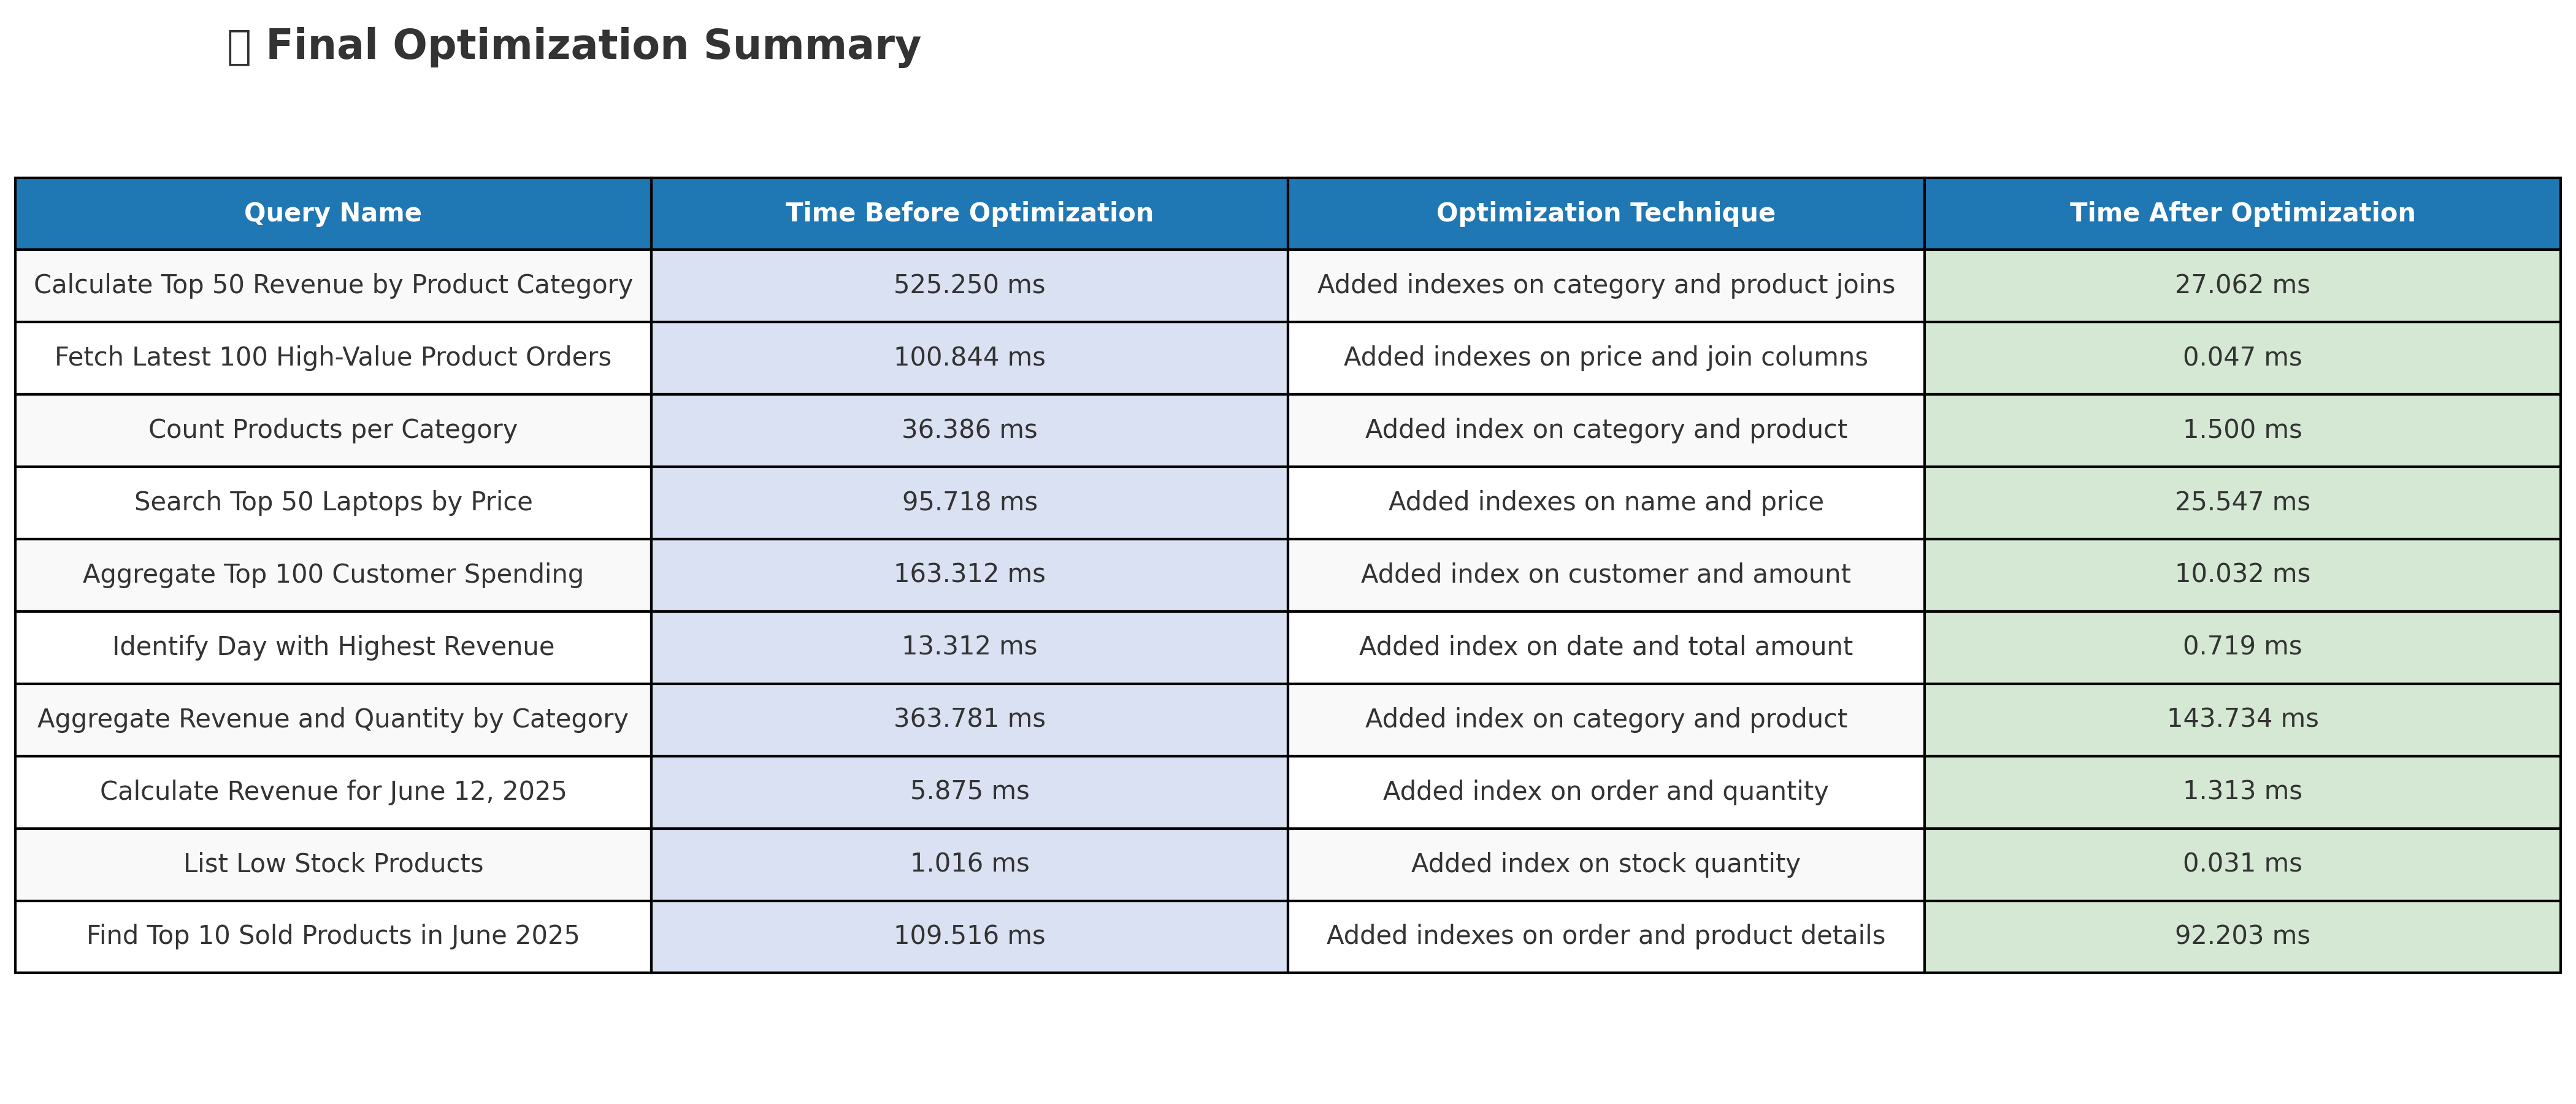 Final Optimization Summary
Query Name Time Before Optimization Optimization Technique Time After Optimization
Calculate Top 50 Revenue by Product Category 525.250 ms Added indexes on category and product joins 27.062 ms
Fetch Latest 100 High-Value Product Orders 100.844 ms Added indexes on price and join columns 0.047 ms
Count Products per Category 36.386 ms Added index on category and product 1.500 ms
Search Top 50 Laptops by Price 95.718 ms Added indexes on name and price 25.547 ms
Aggregate Top 100 Customer Spending 163.312 ms Added index on customer and amount 10.032 ms
Identify Day with Highest Revenue 13.312 ms Added index on date and total amount 0.719 ms
Aggregate Revenue and Quantity by Category 363.781 ms Added index on category and product 143.734 ms
Calculate Revenue for June 12, 2025 5.875 ms Added index on order and quantity 1.313 ms
List Low Stock Products 1.016 ms Added index on stock quantity 0.031 ms
Find Top 10 Sold Products in June 2025 109.516 ms Added indexes on order and product details 92.203 ms